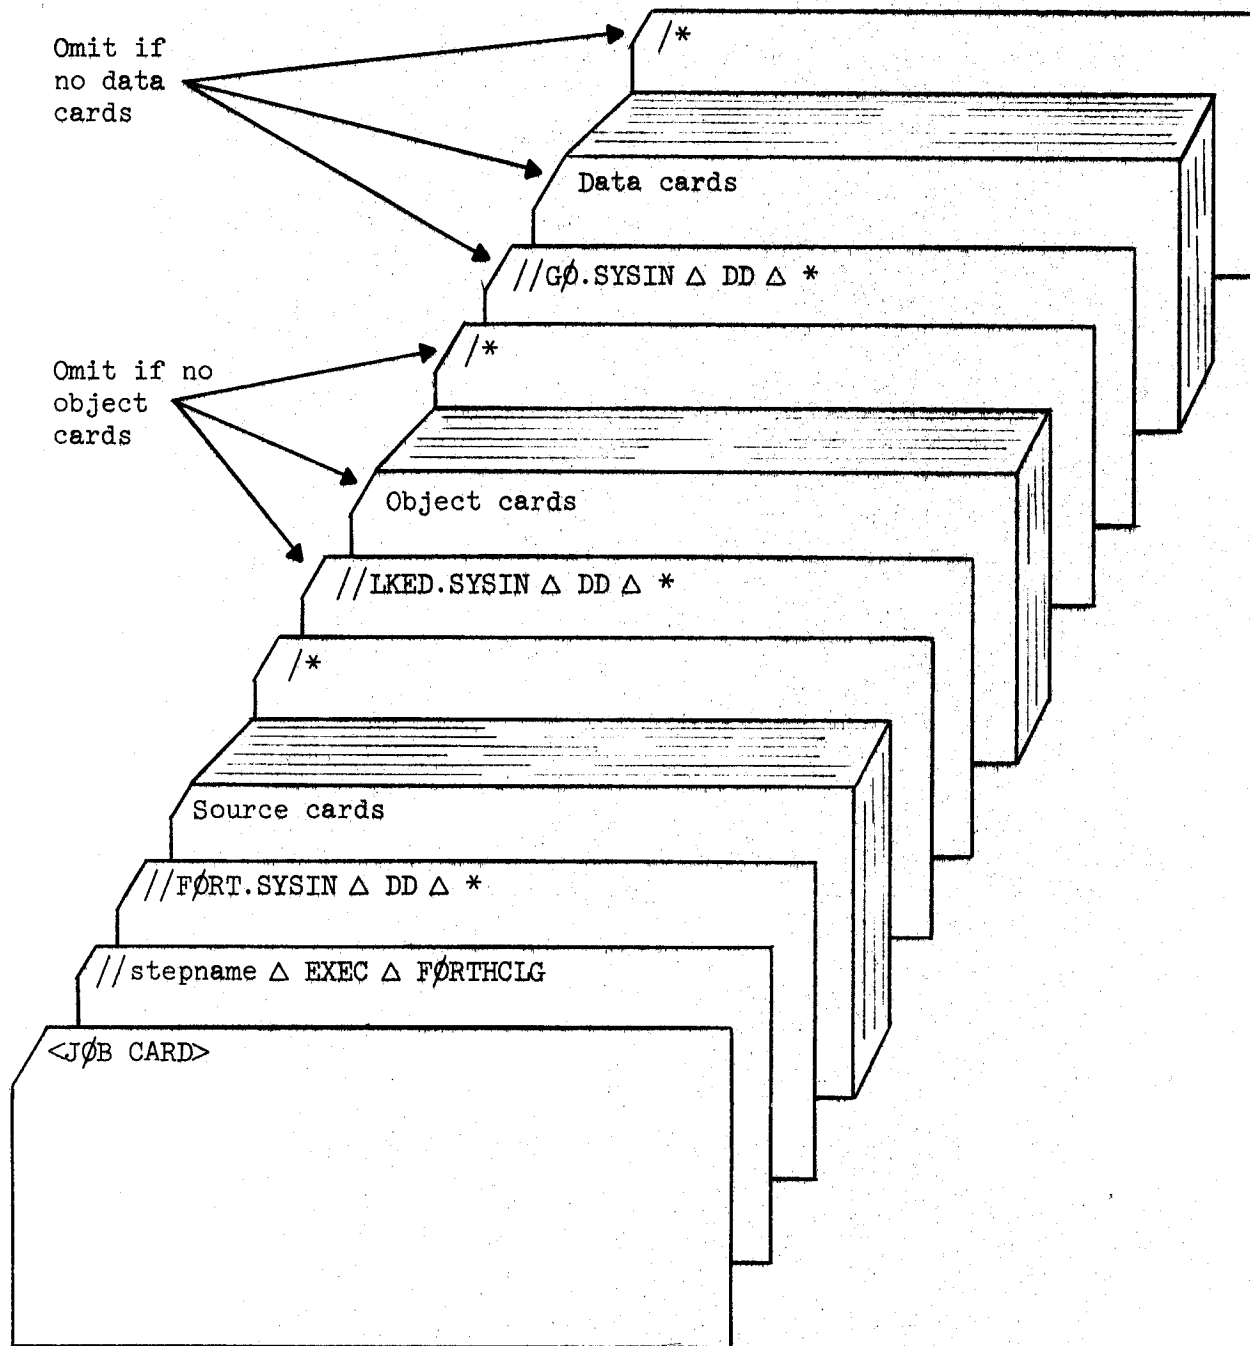 Omit if
no data
cards
/*
Data cards
//GØ.SYSIN Δ DD Δ *
/*
Omit if no
object
cards
Object cards
//LKED.SYSIN Δ DD Δ *
/*
Source cards
//FØRT.SYSIN Δ DD Δ *
//stepname Δ EXEC Δ FØRTHCLG
<JØB CARD>